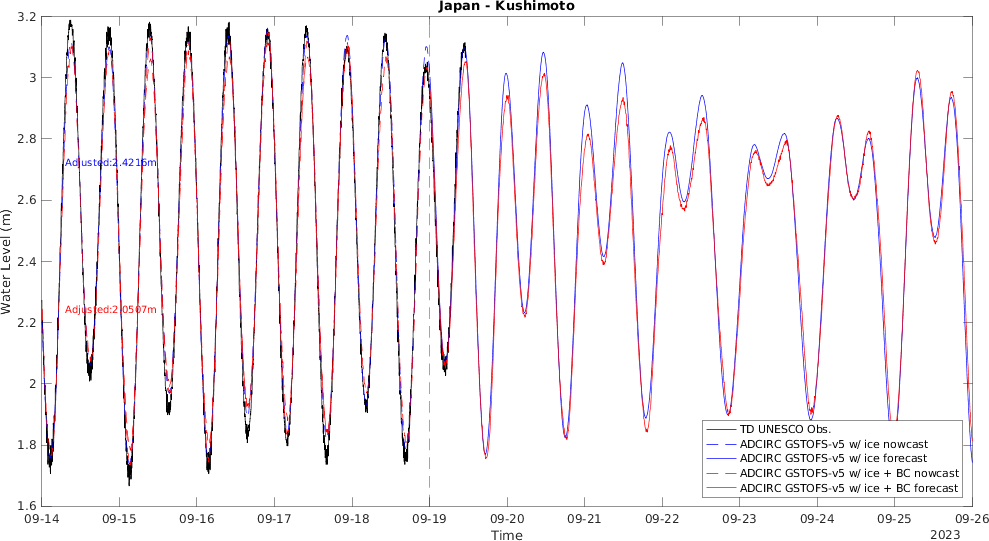 Japan - Kushimoto
3.2
3
2.8
2.6
2.4
2.2
2
1.8
1.6
Water Level (m)
Adjusted:2.4216m
Adjusted:2.0507m
TD UNESCO Obs.
ADCIRC GSTOFS-v5 w/ ice nowcast
ADCIRC GSTOFS-v5 w/ ice forecast
ADCIRC GSTOFS-v5 w/ ice + BC nowcast
ADCIRC GSTOFS-v5 w/ ice + BC forecast
09-14 09-15 09-16 09-17 09-18 09-19 09-20 09-21 09-22 09-23 09-24 09-25 09-26
Time
2023